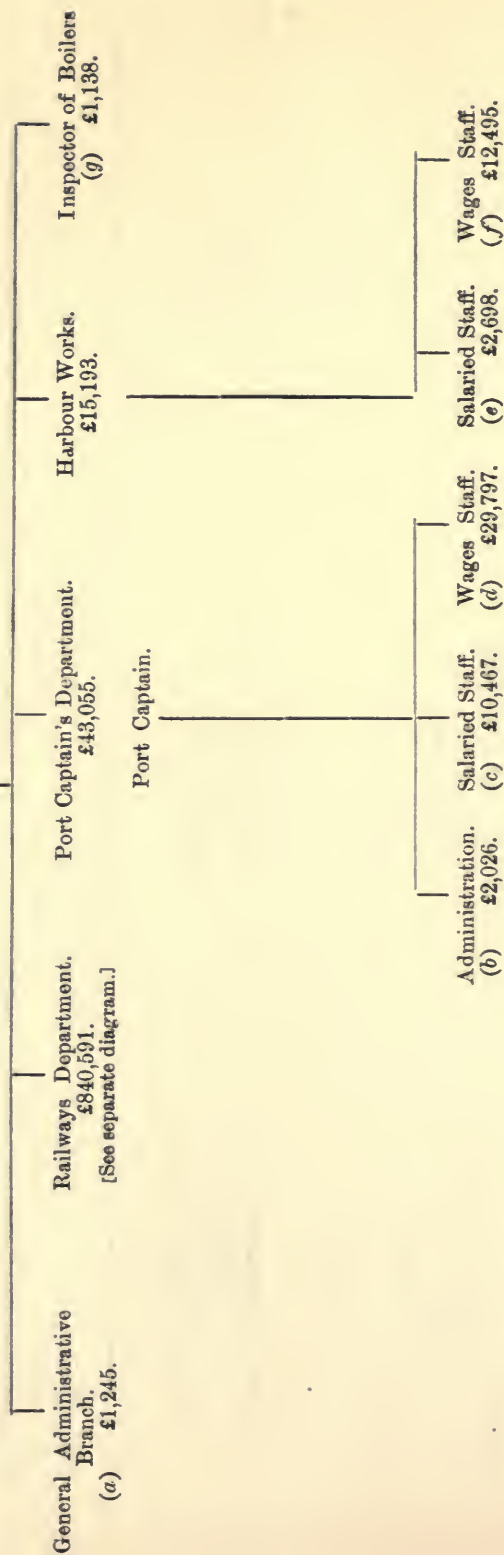 General Administrative
Branch.
(a) £1,245.
Railways Department.
£840,591.
[See separate diagram.]
Port Captain's Department.
£43,055.
Harbour Works.
£15,193.
Inspector of Boilers
(g) £1,138.
Port Captain.
Administration.
(b) £2,026.
Salaried Staff.
(c) £10,467.
Wages Staff.
(d) £29,797.
Salaried Staff.
(e) £2,698.
Wages Staff.
(f) £12,495.